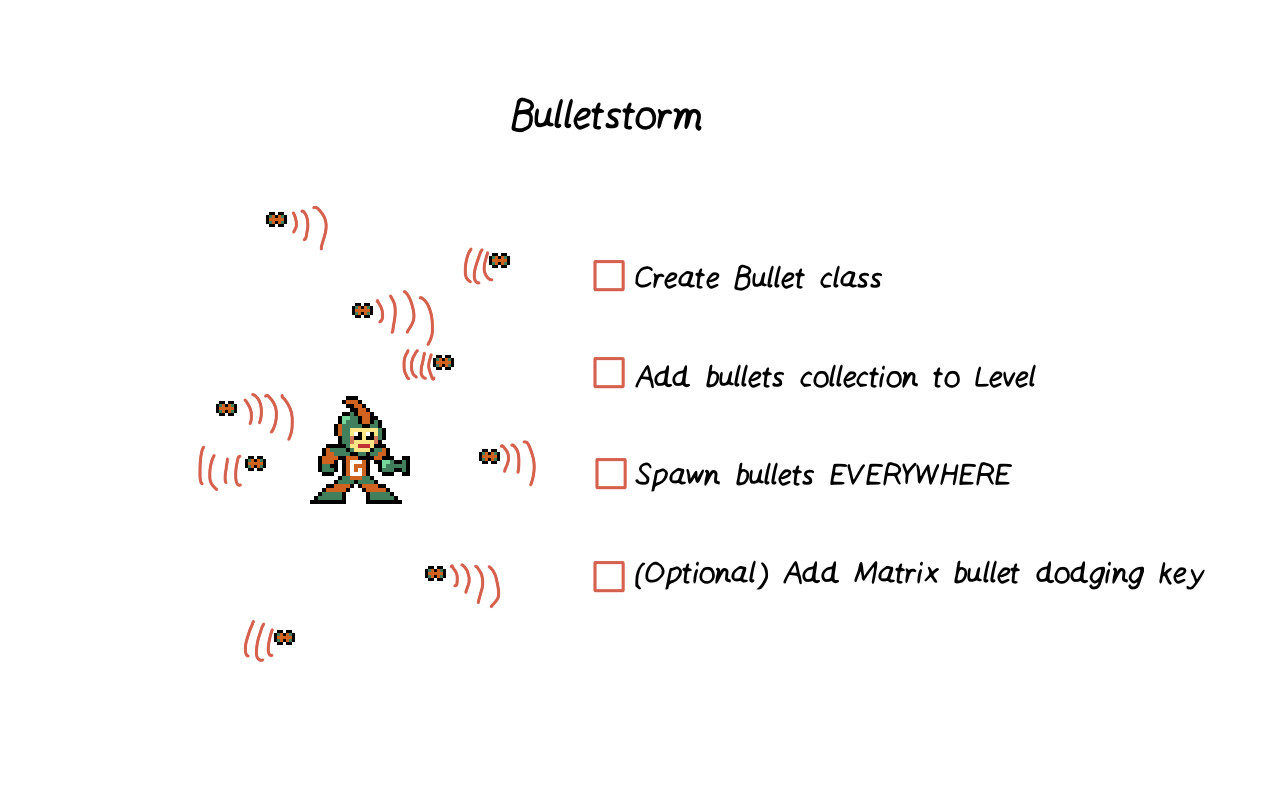 Bulletstorm
Create Bullet class
Add bullets collection to Level
Spawn bullets EVERYWHERE
(Optional) Add Matrix bullet dodging key